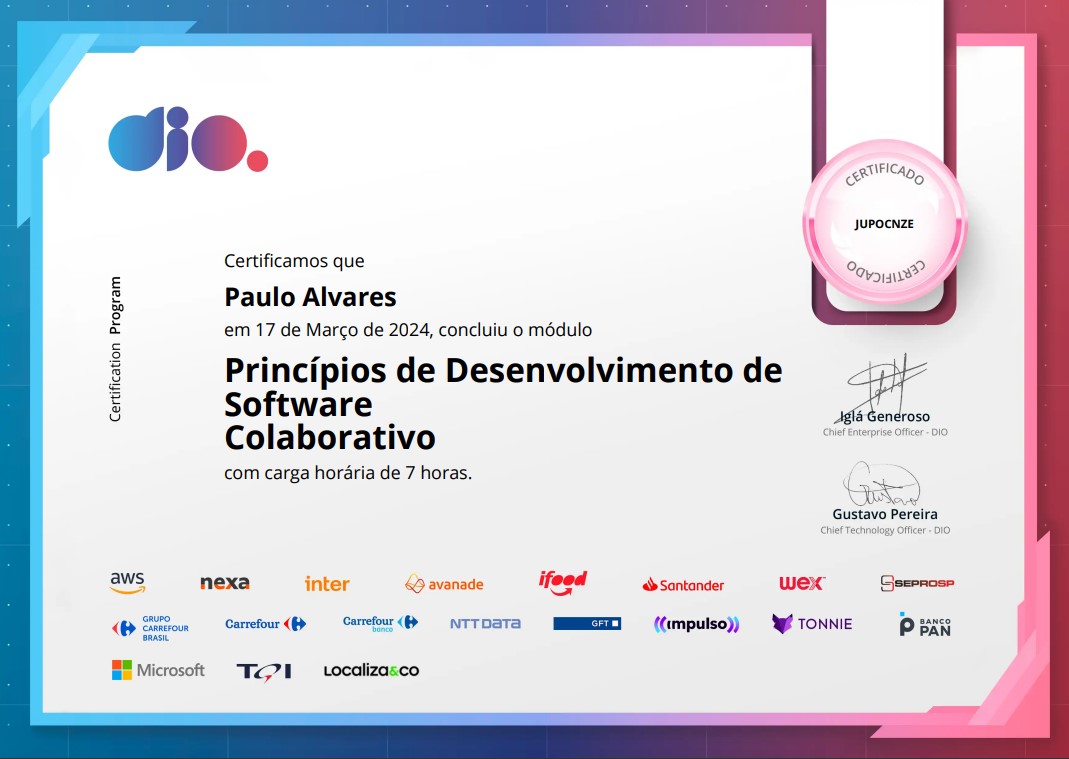 dio.
CERTIFICADO
JUPOCNZE
CERTIFICADO
Certification Program
Certificamos que
Paulo Alvares
em 17 de Março de 2024, concluiu o módulo
Princípios de Desenvolvimento de
Software
Colaborativo
com carga horária de 7 horas.
Iglá Generoso
Chief Enterprise Officer - DIO
Gustavo Pereira
Chief Technology Officer - DIO
aws nexa inter avanade ifood Santander wex SEPROSP
GRUPO
CARREFOUR
BRASIL
Carrefour
Carrefour
banco
NTT DATA
GFT
impulso
TONNIE
BANCO
PAN
Microsoft TQI Localiza&co